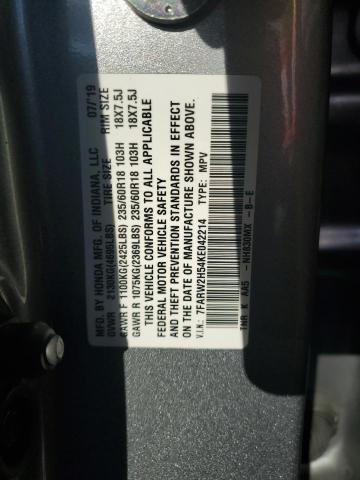 MFD. BY HONDA MFG. OF INDIANA, LLC 07/'19
GVWR 2130KG(4695LBS) TIRE SIZE RIM SIZE
GAWR F 1100KG(2425LBS) 235/60R18 103H 18X7.5J
GAWR R 1075KG(2369LBS) 235/60R18 103H 18X7.5J
THIS VEHICLE CONFORMS TO ALL APPLICABLE
FEDERAL MOTOR VEHICLE SAFETY
AND THEFT PREVENTION STANDARDS IN EFFECT
ON THE DATE OF MANUFACTURE SHOWN ABOVE.
V.I.N.: 7FARW2H54KE042214 TYPE: MPV
TNR K AA5 -NH830MX - B-E